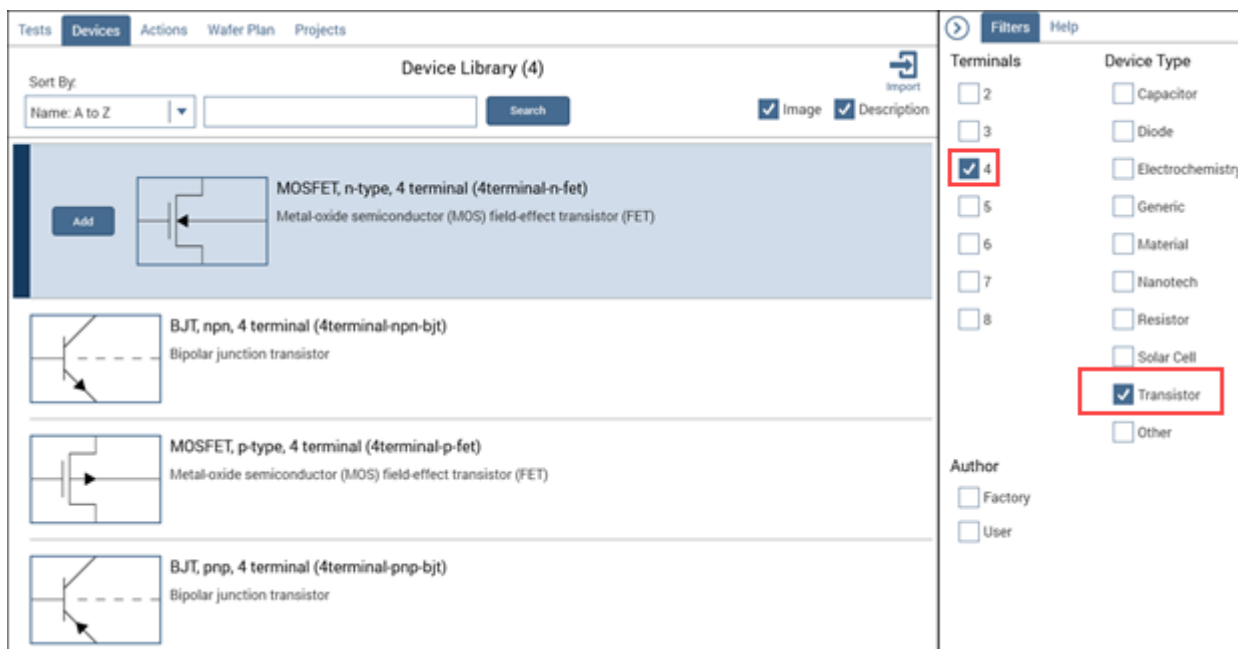 Tests Devices Actions Wafer Plan Projects
Device Library (4)
Import
Sort By:
Name: A to Z
Search
Image Description
Add
MOSFET, n-type, 4 terminal (4terminal-n-fet)
Metal-oxide semiconductor (MOS) field-effect transistor (FET)
BJT, npn, 4 terminal (4terminal-npn-bjt)
Bipolar junction transistor
MOSFET, p-type, 4 terminal (4terminal-p-fet)
Metal-oxide semiconductor (MOS) field-effect transistor (FET)
BJT, pnp, 4 terminal (4terminal-pnp-bjt)
Bipolar junction transistor
Filters Help
Terminals
2
3
4
5
6
7
8
Device Type
Capacitor
Diode
Electrochemistry
Generic
Material
Nanotech
Resistor
Solar Cell
Transistor
Other
Author
Factory
User